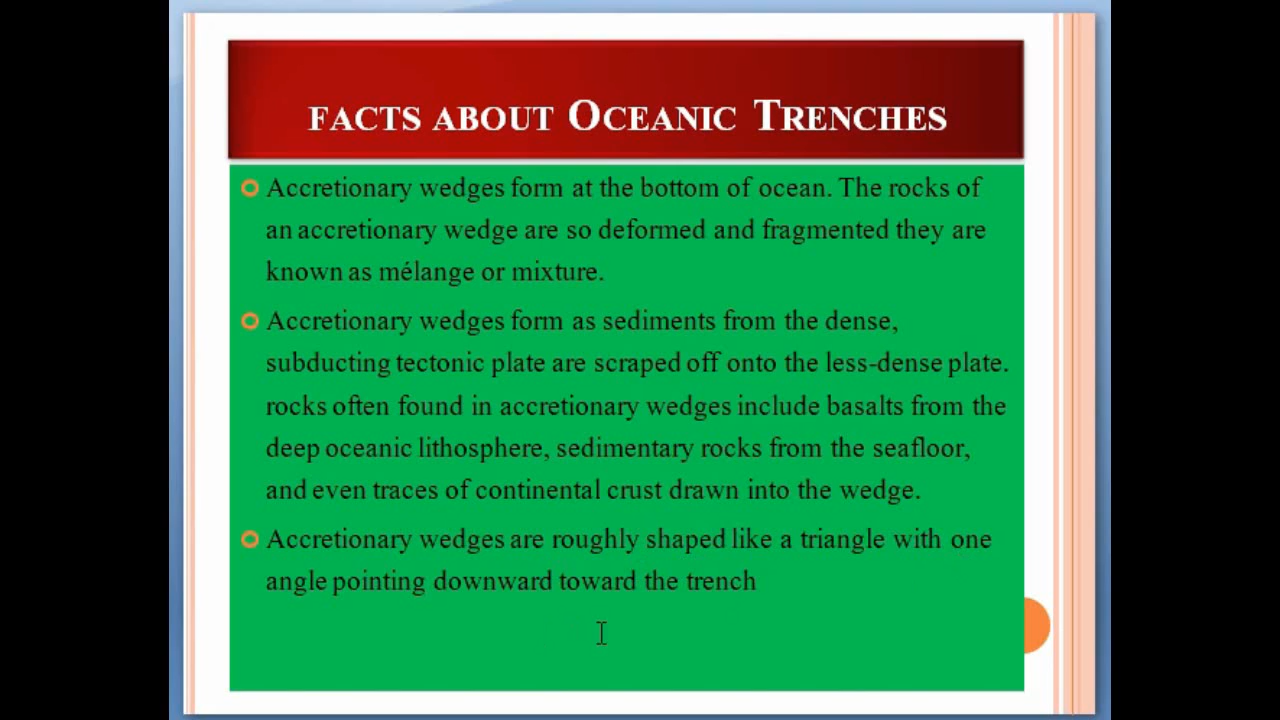 FACTS ABOUT OCEANIC TRENCHES
Accretionary wedges form at the bottom of ocean. The rocks of
an accretionary wedge are so deformed and fragmented they are
known as mélange or mixture.
Accretionary wedges form as sediments from the dense,
subducting tectonic plate are scraped off onto the less-dense plate.
rocks often found in accretionary wedges include basalts from the
deep oceanic lithosphere, sedimentary rocks from the seafloor,
and even traces of continental crust drawn into the wedge.
Accretionary wedges are roughly shaped like a triangle with one
angle pointing downward toward the trench